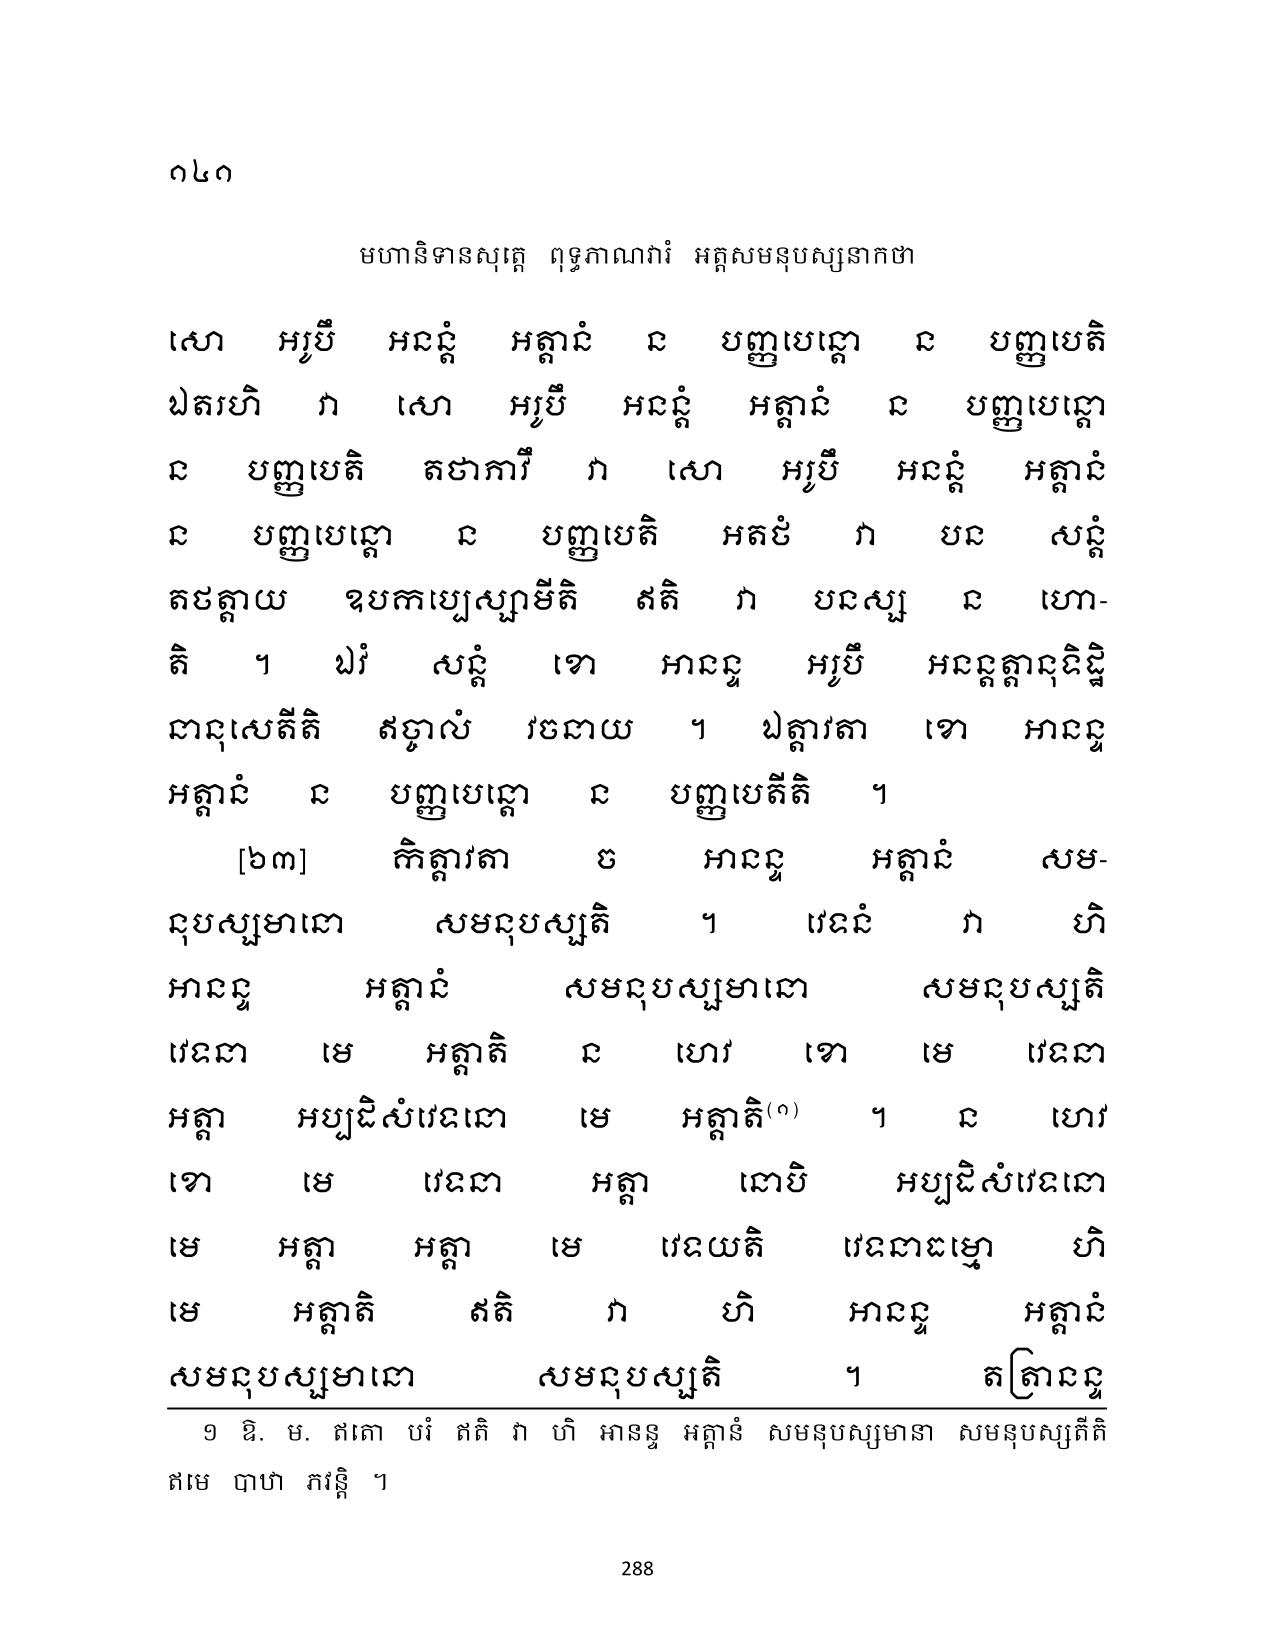 ១៤១
មហានិទានសុត្តេ ពុទ្ធភាណវារំ អត្តសមនុបស្សនាកថា
សោ អរូបឹ អនន្តំ អត្តានំ ន បញ្ញបេន្តោ ន បញ្ញបេតិ
ឯតរហិ វា សោ អរូបឹ អនន្តំ អត្តានំ ន បញ្ញបេន្តោ
ន បញ្ញបេតិ តថាភាវឹ វា សោ អរូបឹ អនន្តំ អត្តានំ
ន បញ្ញបេន្តោ ន បញ្ញបេតិ អតថំ វា បន សន្តំ
តថត្តាយ ឧបកប្បេស្សាមីតិ ឥតិ វា បនស្ស ន ហោ-
តិ ។ ឯវំ សន្តំ ខោ អានន្ទ អរូបឹ អនន្តត្តានុទិដ្ឋិ
នានុសេតីតិ ឥច្ចាលំ វចនាយ ។ ឯត្តាវតា ខោ អានន្ទ
អត្តានំ ន បញ្ញបេន្តោ ន បញ្ញបេតីតិ ។
[៦៣] កិត្តាវតា ច អានន្ទ អត្តានំ សម-
នុបស្សមានោ សមនុបស្សតិ ។ វេទនំ វា ហិ
អានន្ទ អត្តានំ សមនុបស្សមានោ សមនុបស្សតិ
វេទនា មេ អត្តាតិ ន ហេវ ខោ មេ វេទនា
អត្តា អប្បដិសំវេទនោ មេ អត្តាតិ(១) ។ ន ហេវ
ខោ មេ វេទនា អត្តា នោបិ អប្បដិសំវេទនោ
មេ អត្តា អត្តា មេ វេទយតិ វេទនាធម្មោ ហិ
មេ អត្តាតិ ឥតិ វា ហិ អានន្ទ អត្តានំ
សមនុបស្សមានោ សមនុបស្សតិ ។ តត្រានន្ទ
១ ឱ. ម. ឥតោ បរំ ឥតិ វា ហិ អានន្ទ អត្តានំ សមនុបស្សមានា សមនុបស្សតីតិ
ឥមេ បាឋា ភវន្តិ ។
288